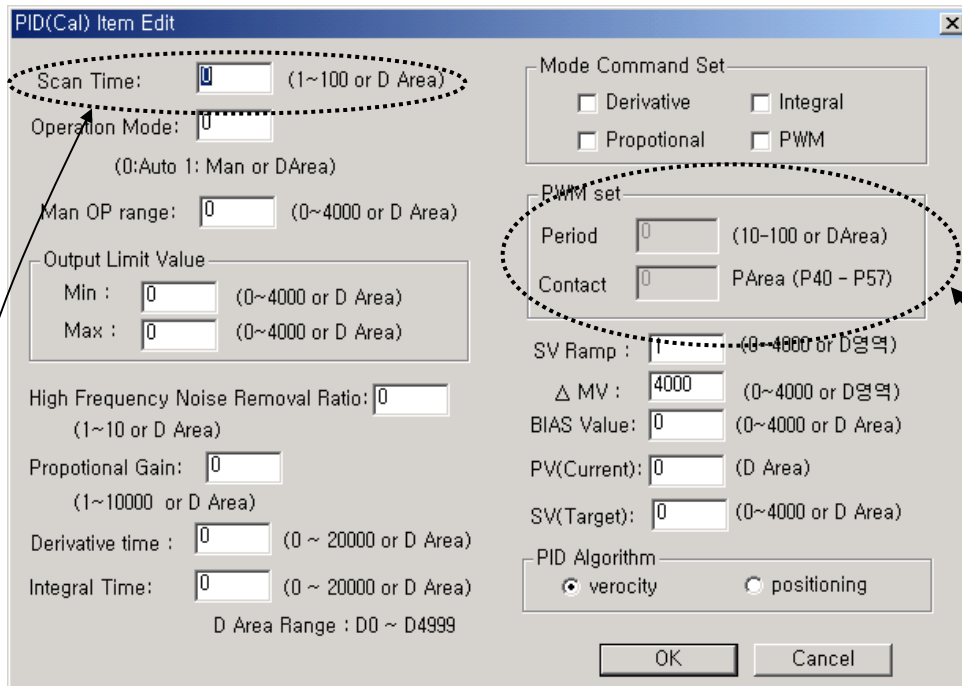 PID(Cal) Item Edit
Scan Time: 0 (1~100 or D Area)
Operation Mode: 0
(0:Auto 1: Man or DArea)
Man OP range: 0 (0~4000 or D Area)
Output Limit Value
Min : 0 (0~4000 or D Area)
Max : 0 (0~4000 or D Area)
High Frequency Noise Removal Ratio: 0
(1~10 or D Area)
Propotional Gain: 0
(1~10000 or D Area)
Derivative time : 0 (0 ~ 20000 or D Area)
Integral Time: 0 (0 ~ 20000 or D Area)
D Area Range : D0 ~ D4999
Mode Command Set
Derivative Integral
Propotional PWM
PWM set
Period 0 (10-100 or DArea)
Contact 0 PArea (P40 - P57)
SV Ramp : 1 (0~4000 or D영역)
△ MV : 4000 (0~4000 or D영역)
BIAS Value: 0 (0~4000 or D Area)
PV(Current): 0 (D Area)
SV(Target): 0 (0~4000 or D Area)
PID Algorithm
verocity positioning
OK Cancel